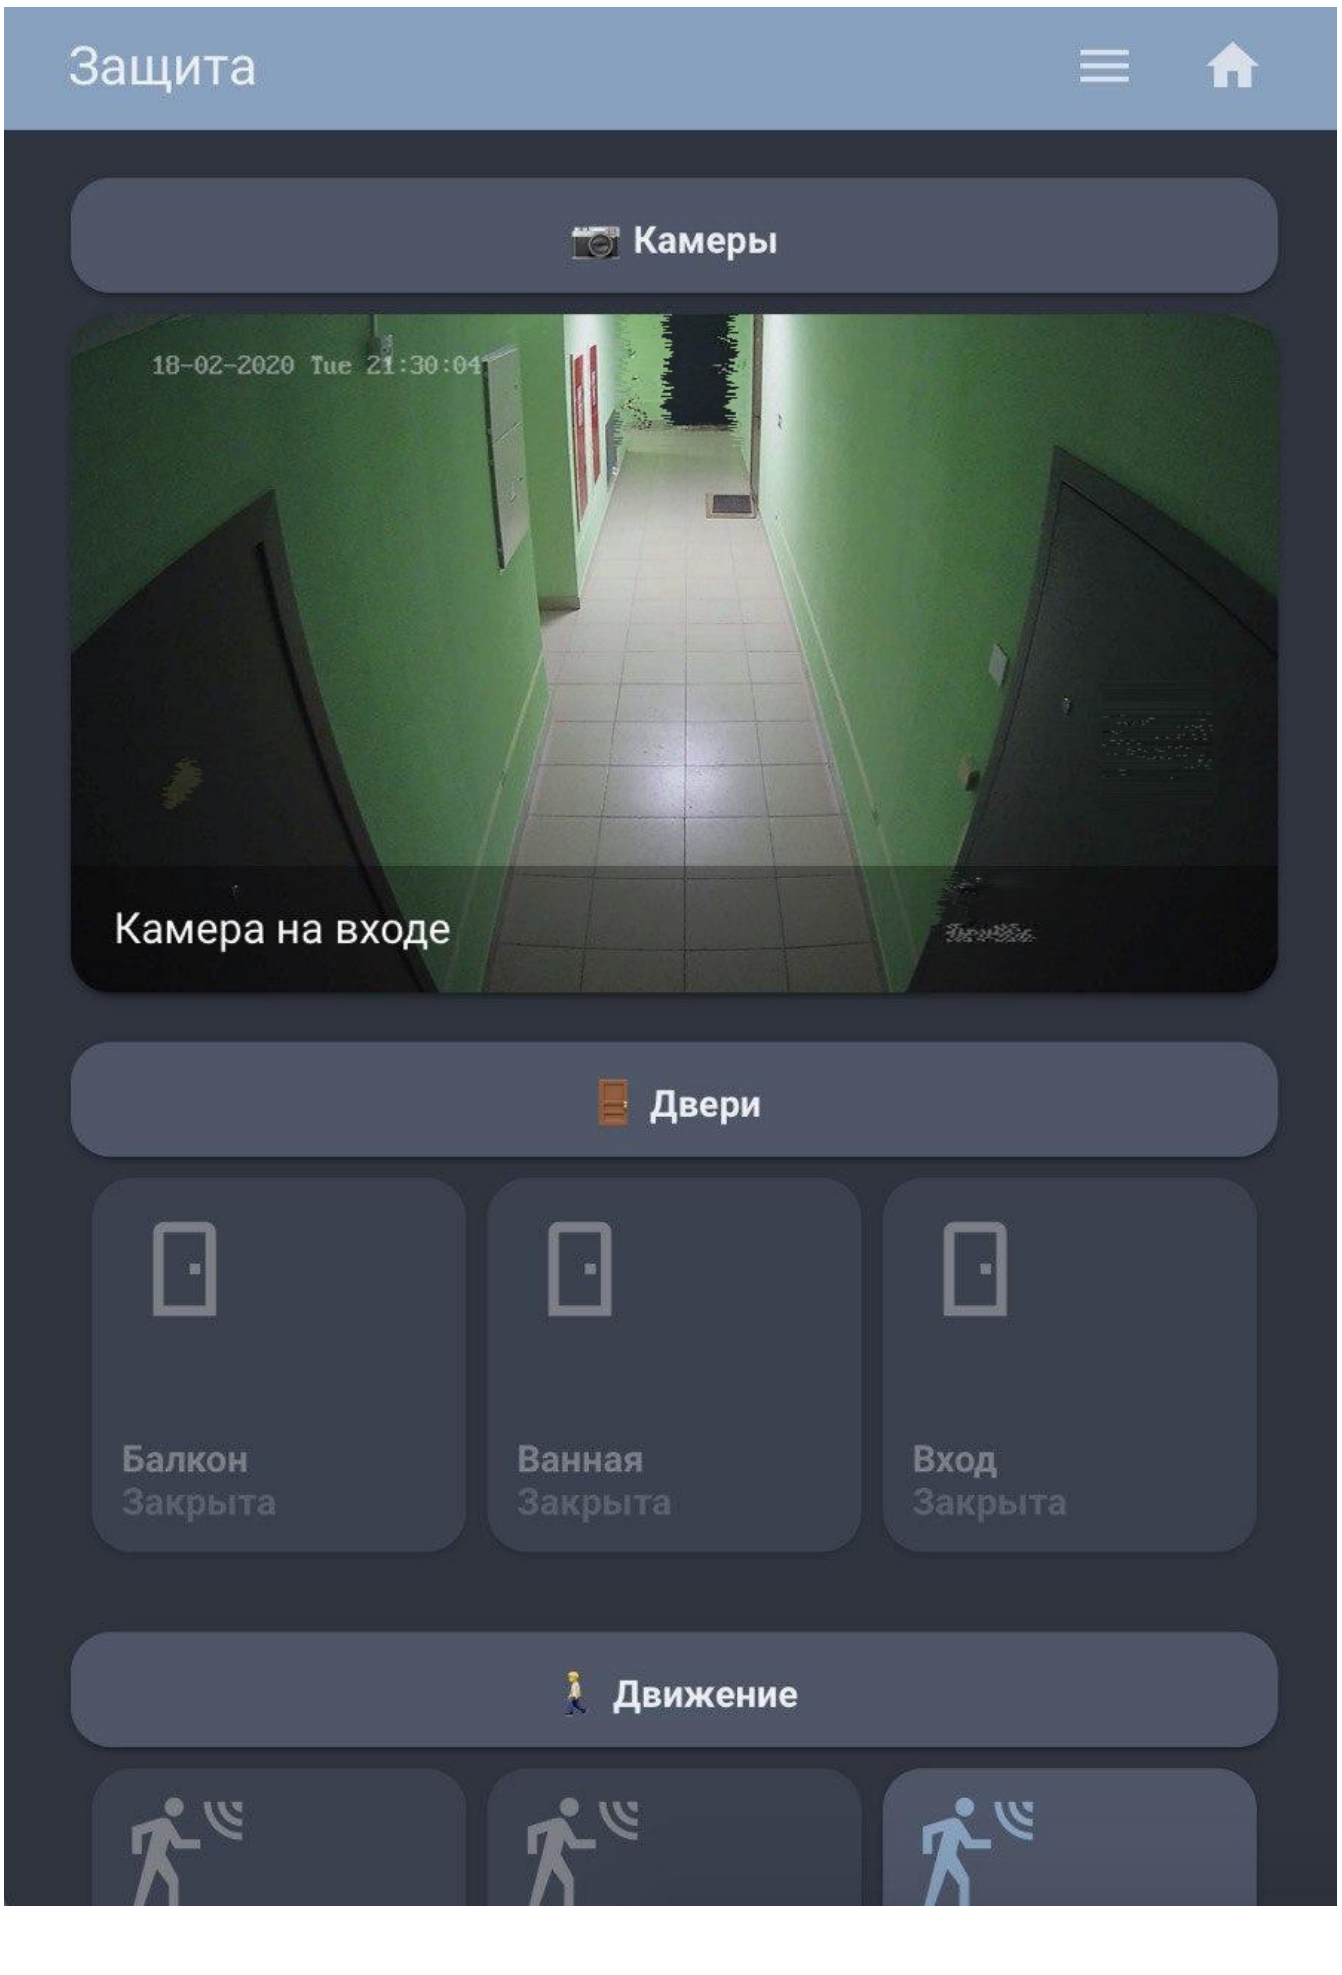 Защита
Камеры
18-02-2020 Tue 21:30:04
Камера на входе
Двери
Балкон
Закрыта
Ванная
Закрыта
Вход
Закрыта
Движение